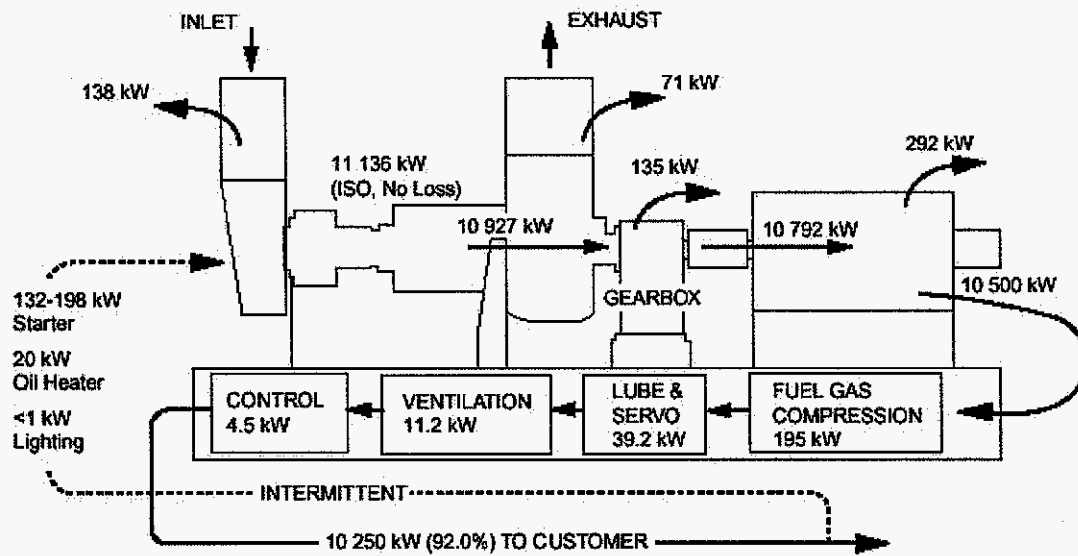 INLET
EXHAUST
138 kW
71 kW
11 136 kW
(ISO, No Loss)
135 kW
292 kW
10 927 kW
10 792 kW
132-198 kW
Starter
GEARBOX
10 500 kW
20 kW
Oil Heater
<1 kW
Lighting
CONTROL
4.5 kW
VENTILATION
11.2 kW
LUBE &
SERVO
39.2 kW
FUEL GAS
COMPRESSION
195 kW
INTERMITTENT
10 250 kW (92.0%) TO CUSTOMER